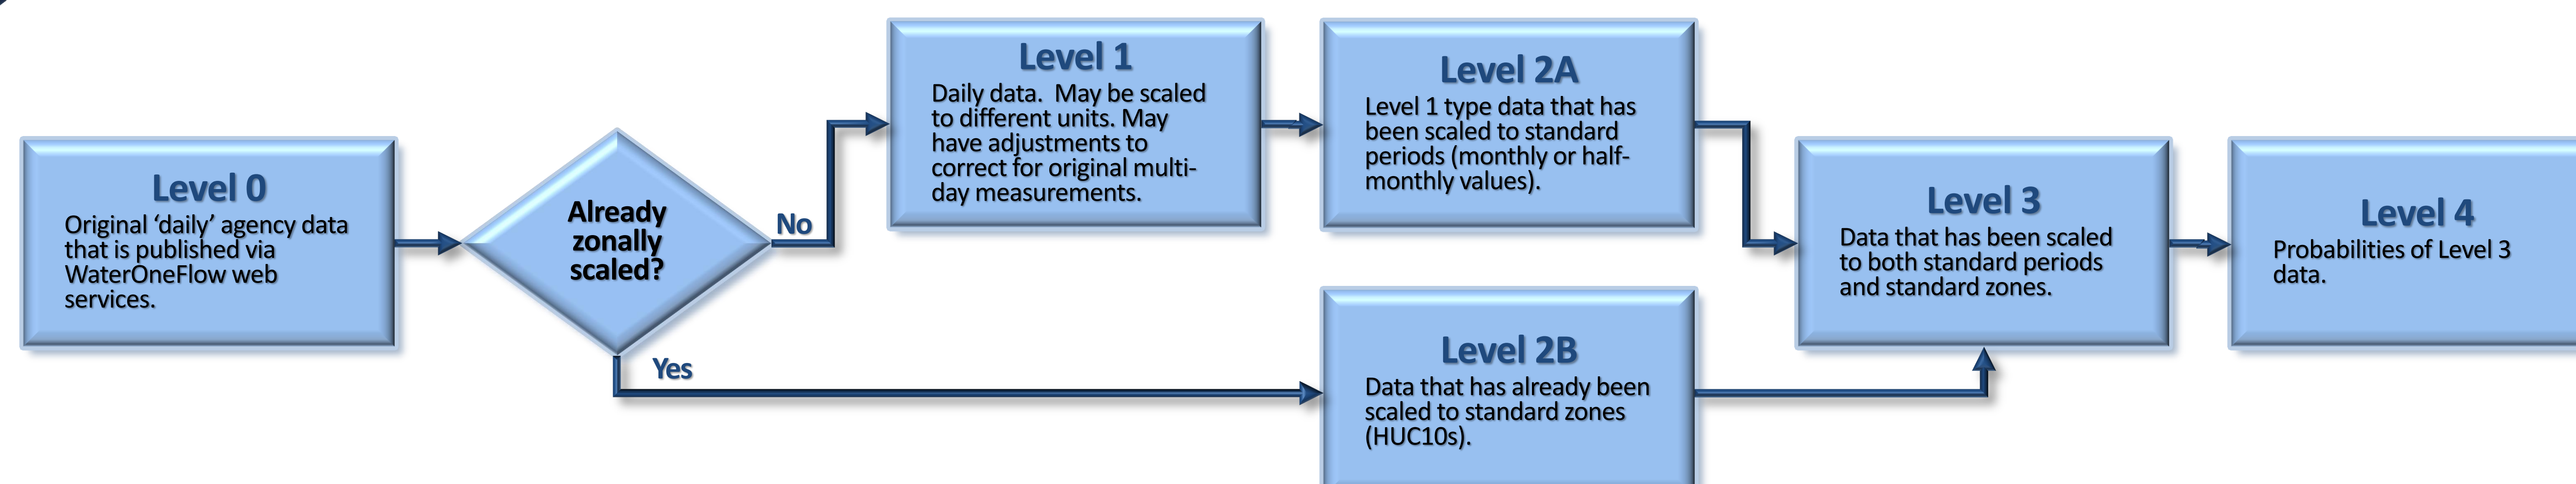 Level 0
Original ‘daily’ agency data
that is published via
WaterOneFlow web
services.
Already
zonally
scaled?
No
Yes
Level 1
Daily data.  May be scaled
to different units. May
have adjustments to
correct for original multi-
day measurements.
Level 2A
Level 1 type data that has
been scaled to standard
periods (monthly or half-
monthly values).
Level 2B
Data that has already been
scaled to standard zones
(HUC10s).
Level 3
Data that has been scaled
to both standard periods
and standard zones.
Level 4
Probabilities of Level 3
data.